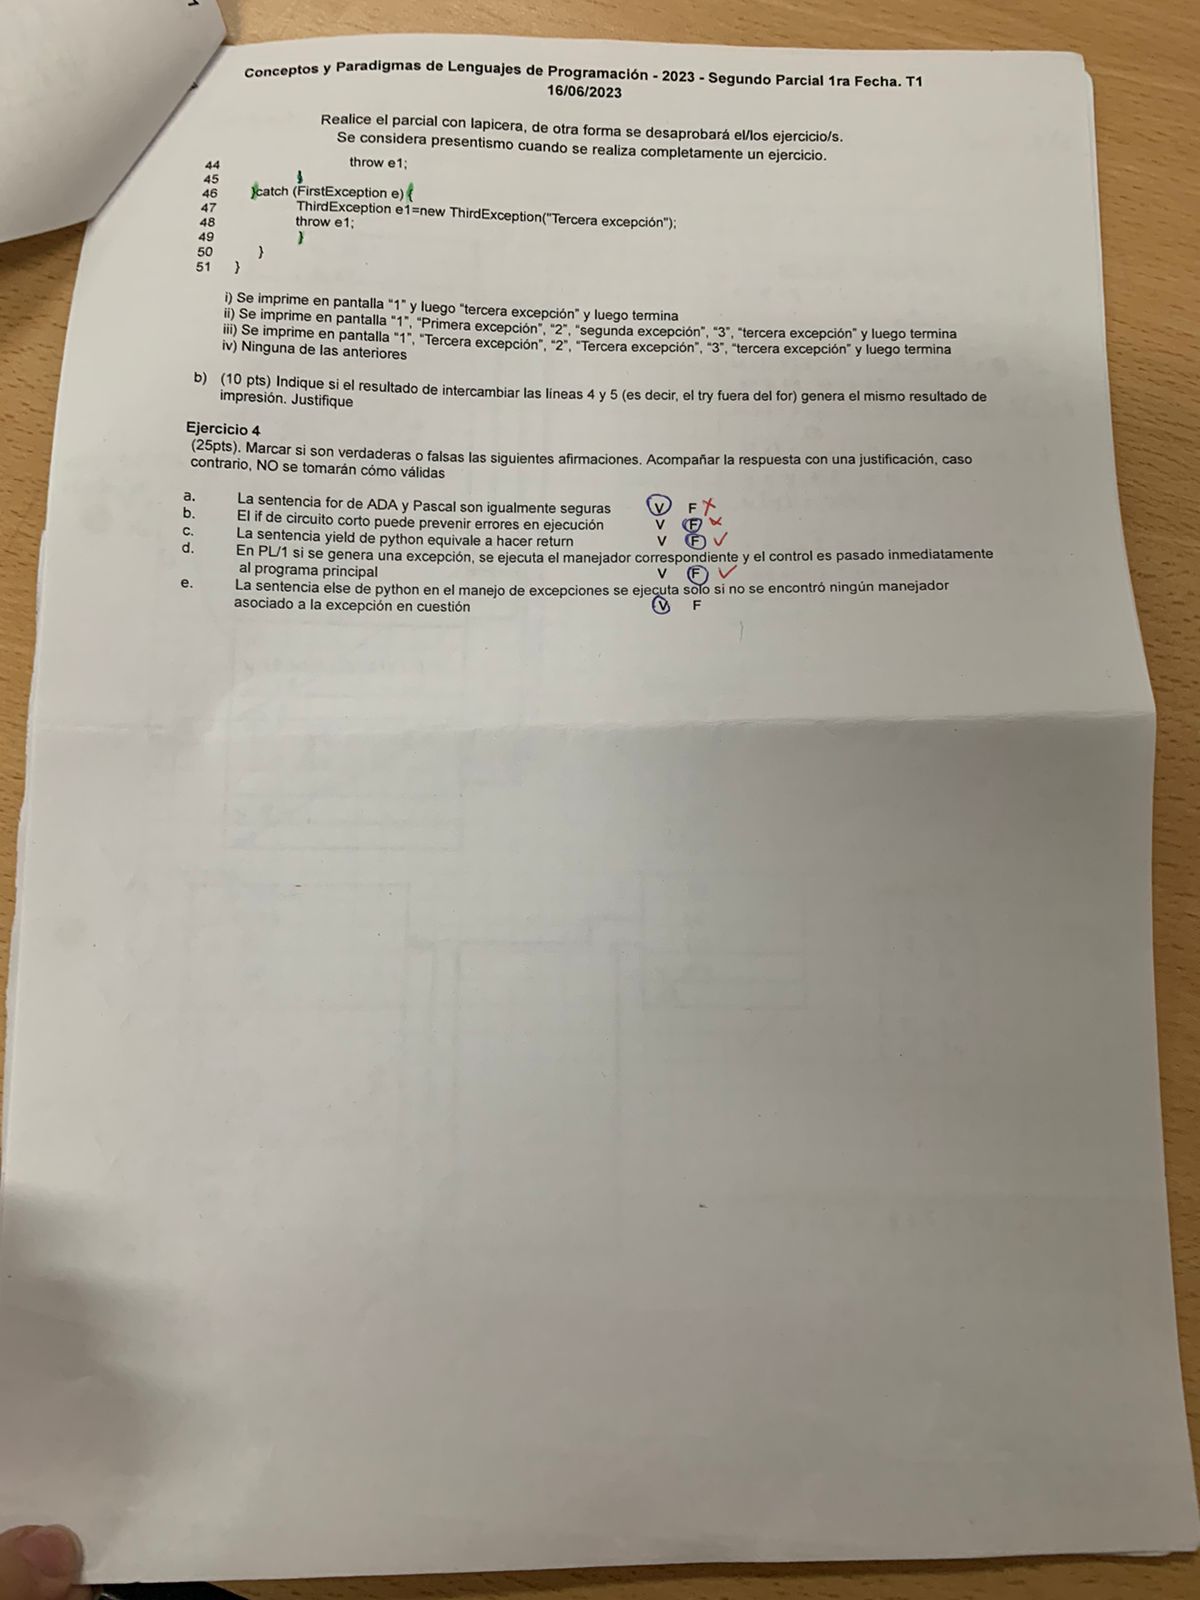 Conceptos y Paradigmas de Lenguajes de Programación - 2023 - Segundo Parcial 1ra Fecha. T1
16/06/2023
Realice el parcial con lapicera, de otra forma se desaprobará el/los ejercicio/s.
Se considera presentismo cuando se realiza completamente un ejercicio.
44 throw e1;
45 }
46 }catch (FirstException e) {
47 ThirdException e1=new ThirdException("Tercera excepción");
48 throw e1;
49 }
50 }
51 }
i) Se imprime en pantalla “1” y luego “tercera excepción” y luego termina
ii) Se imprime en pantalla “1”, “Primera excepción”, “2”, “segunda excepción”, “3”, “tercera excepción” y luego termina
iii) Se imprime en pantalla “1”, “Tercera excepción”, “2”, “Tercera excepción”, “3”, “tercera excepción” y luego termina
iv) Ninguna de las anteriores
b) (10 pts) Indique si el resultado de intercambiar las líneas 4 y 5 (es decir, el try fuera del for) genera el mismo resultado de
impresión. Justifique
Ejercicio 4
(25pts). Marcar si son verdaderas o falsas las siguientes afirmaciones. Acompañar la respuesta con una justificación, caso
contrario, NO se tomarán cómo válidas
a. La sentencia for de ADA y Pascal son igualmente seguras V F
b. El if de circuito corto puede prevenir errores en ejecución V F
c. La sentencia yield de python equivale a hacer return V F
d. En PL/1 si se genera una excepción, se ejecuta el manejador correspondiente y el control es pasado inmediatamente
al programa principal V F
e. La sentencia else de python en el manejo de excepciones se ejecuta solo si no se encontró ningún manejador
asociado a la excepción en cuestión V F